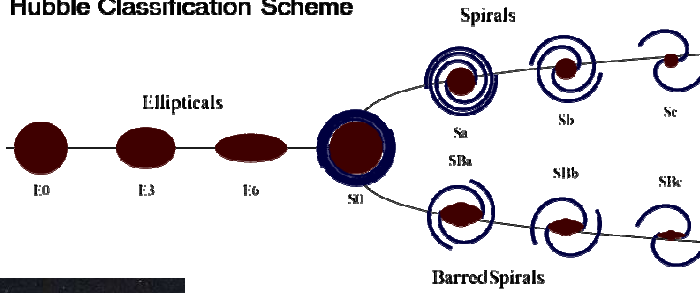 Hubble Classification Scheme
Spirals
Ellipticals
Sa
Sb
Sc
E0
E3
E6
S0
SBa
SBb
SBc
Barred Spirals